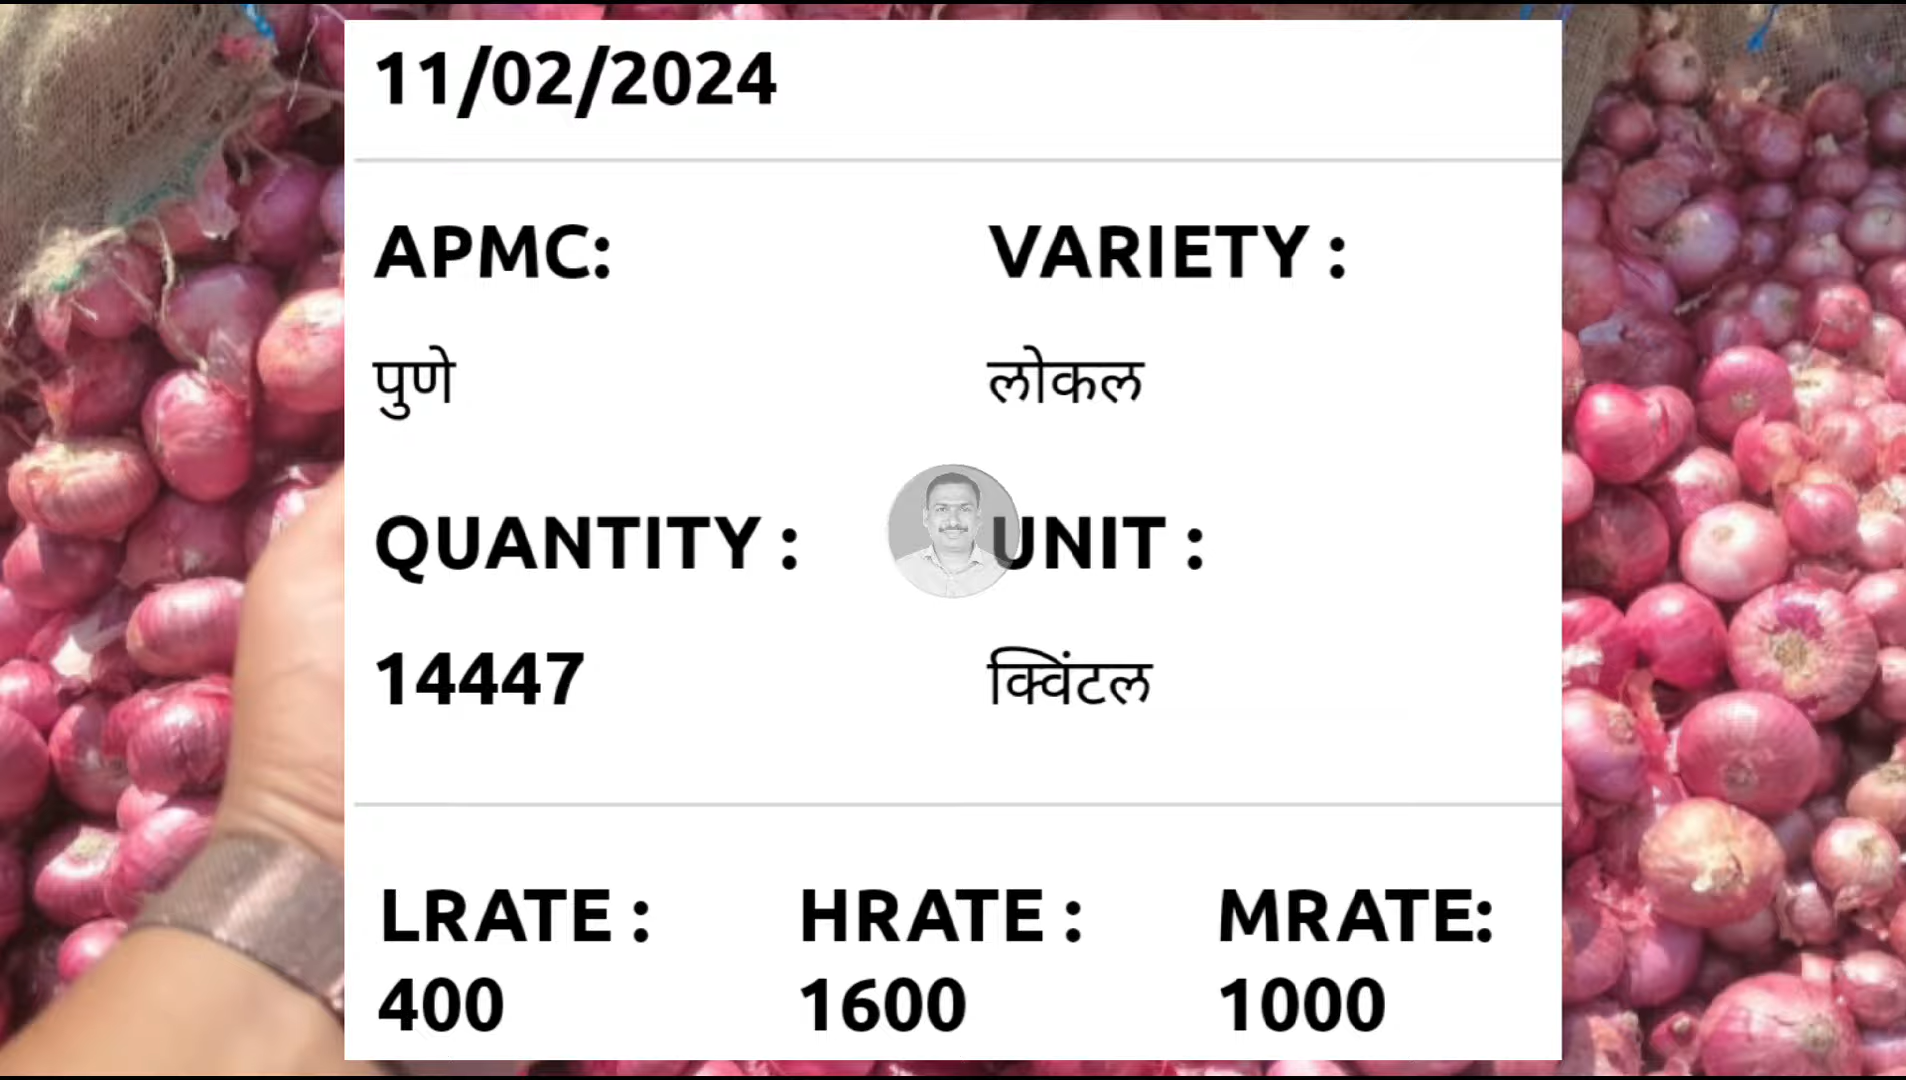 11/02/2024
APMC: VARIETY :
पुणे लोकल
QUANTITY : UNIT :
14447 क्विंटल
LRATE : HRATE : MRATE:
400 1600 1000